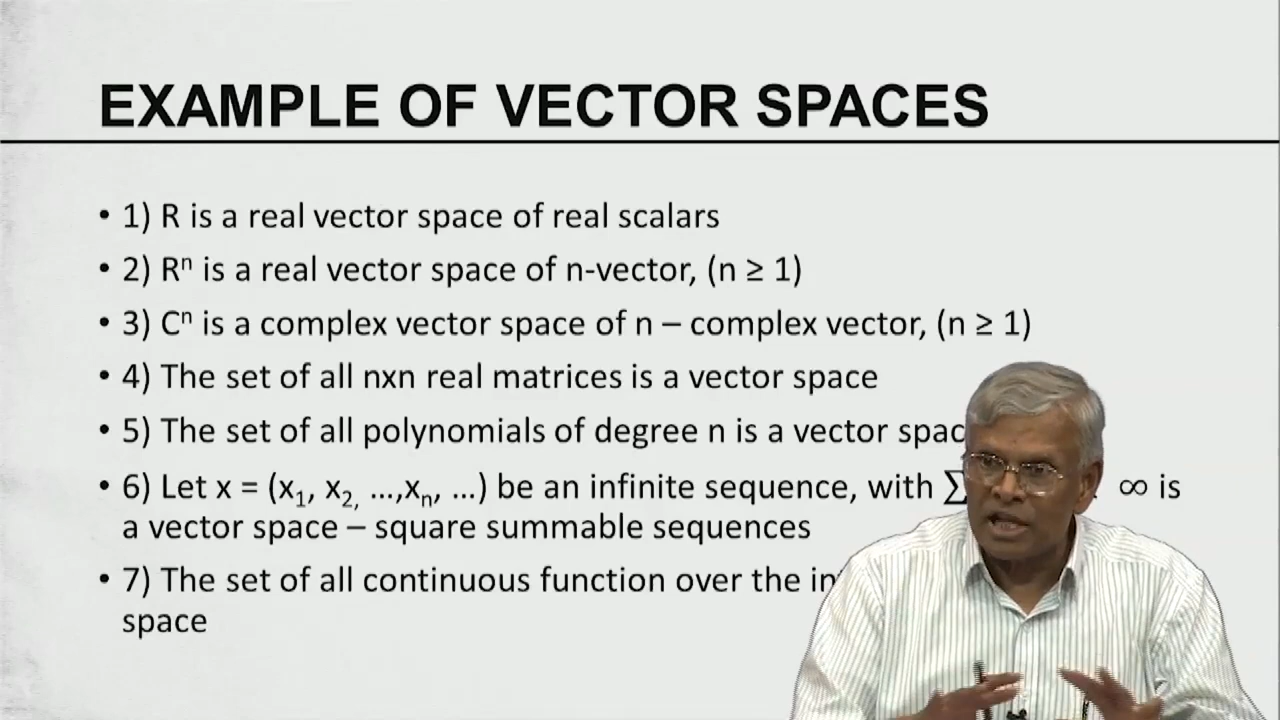 EXAMPLE OF VECTOR SPACES
• 1) R is a real vector space of real scalars
• 2) Rⁿ is a real vector space of n-vector, (n ≥ 1)
• 3) Cⁿ is a complex vector space of n – complex vector, (n ≥ 1)
• 4) The set of all nxn real matrices is a vector space
• 5) The set of all polynomials of degree n is a vector
• 6) Let x = (x₁, x₂, …,xₙ, …) be an infinite sequence, with ∑ ∞ is
a vector space – square summable sequences
• 7) The set of all continuous function over the
space